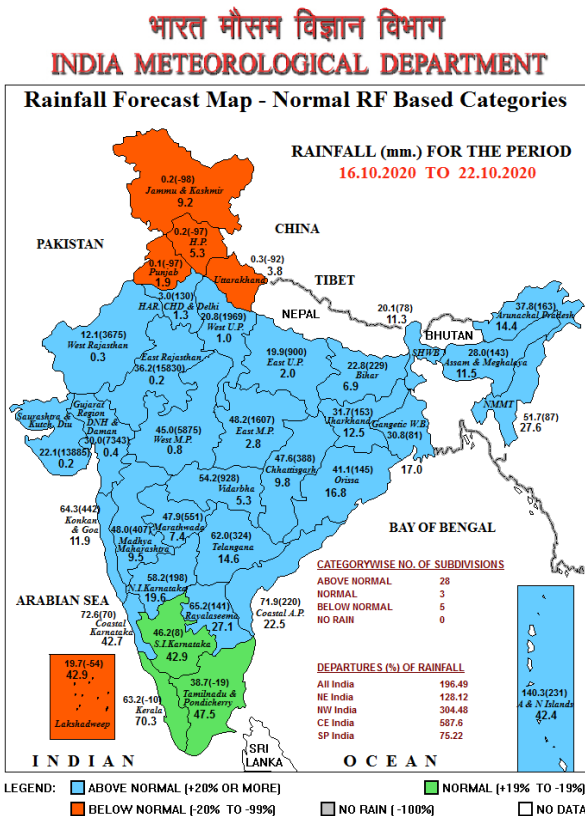 भारत मौसम विज्ञान विभाग
INDIA METEOROLOGICAL DEPARTMENT
Rainfall Forecast Map - Normal RF Based Categories
RAINFALL (mm.) FOR THE PERIOD
16.10.2020 TO 22.10.2020
0.2(-98)
Jammu & Kashmir
9.2
0.2(-97)
H.P.
5.3
CHINA
PAKISTAN
0.1(-97)
Punjab
1.9
Uttarakhand
0.3(-92)
3.8
TIBET
NEPAL
3.0(130)
HAR. CHD & Delhi
1.3
20.8(1969)
West U.P.
1.0
20.1(78)
11.3
SHWB
BHUTAN
37.8(163)
Arunachal Pradesh
14.4
12.1(3675)
West Rajasthan
0.3
East Rajasthan
36.2(15830)
0.2
19.9(900)
East U.P.
2.0
22.8(229)
Bihar
6.9
28.0(143)
Assam & Meghalaya
11.5
NMMT
51.7(87)
27.6
Saurashtra &
Kutch, Diu
22.1(13885)
0.2
Gujarat
Region
DNH &
Daman
30.0(7343)
0.4
45.0(5875)
West M.P.
0.8
48.2(1607)
East M.P.
2.8
31.7(153)
Jharkhand
12.5
Gangetic W.B.
30.8(81)
17.0
47.6(388)
Chhattisgarh
9.8
41.1(145)
Orissa
16.8
54.2(928)
Vidarbha
5.3
64.3(442)
Konkan
& Goa
11.9
48.0(407)
Madhya
Maharashtra
9.5
47.9(551)
Marathwada
7.4
62.0(324)
Telangana
14.6
BAY OF BENGAL
58.2(198)
N.I.Karnataka
19.6
ARABIAN SEA
72.6(70)
Coastal
Karnataka
42.7
65.2(141)
Rayalaseema
27.1
71.9(220)
Coastal A.P.
22.5
46.2(8)
S.I.Karnataka
42.9
CATEGORYWISE NO. OF SUBDIVISIONS
ABOVE NORMAL 28
NORMAL 3
BELOW NORMAL 5
NO RAIN 0
DEPARTURES (%) OF RAINFALL
All India 196.49
NE India 128.12
NW India 304.48
CE India 587.6
SP India 75.22
140.3(231)
A & N Islands
42.4
19.7(-54)
42.9
Lakshadweep
63.2(-10)
Kerala
70.3
38.7(-19)
Tamilnadu &
Pondicherry
47.5
SRI
LANKA
INDIAN OCEAN
LEGEND: ABOVE NORMAL (+20% OR MORE) NORMAL (+19% TO -19%)
BELOW NORMAL (-20% TO -99%) NO RAIN (-100%) NO DATA